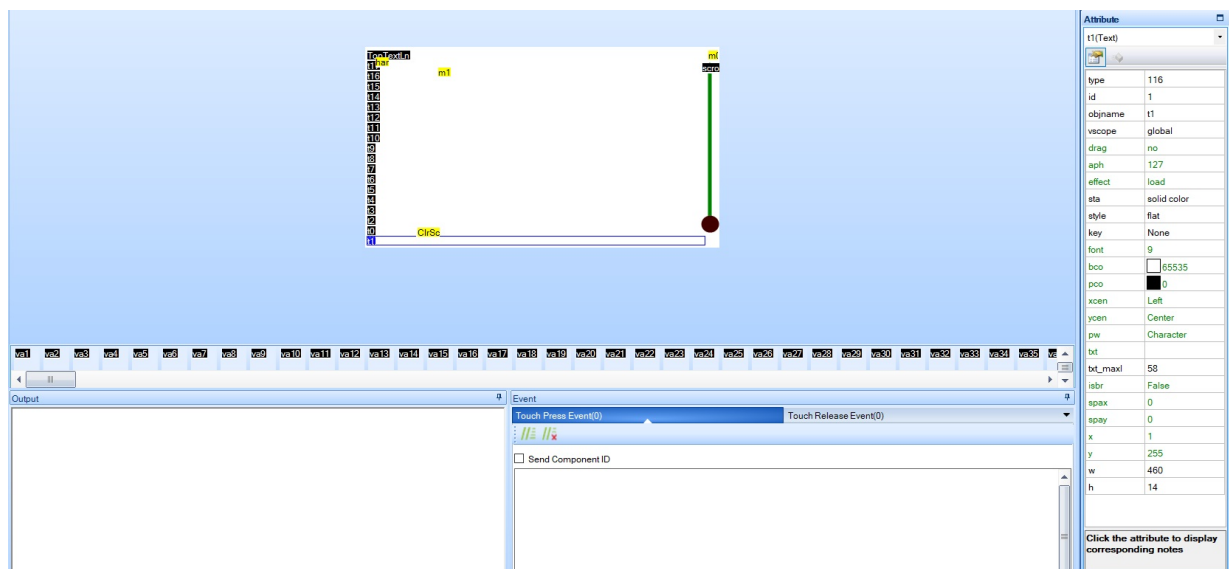 Attribute
t1(Text)
type 116
id 1
objname t1
vscope global
drag no
aph 127
effect load
sta solid color
style flat
key None
font 9
bco 65535
pco 0
xcen Left
ycen Center
pw Character
txt
txt_maxl 58
isbr False
spax 0
spay 0
x 1
y 255
w 460
h 14
Click the attribute to display
corresponding notes
TopTextLn
har
m1
scro
t16
t15
t14
t13
t12
t11
t10
t9
t8
t7
t6
t5
t4
t3
t2
t0
ClrSc
t1
va1 va2 va3 va4 va5 va6 va7 va8 va9 va10 va11 va12 va13 va14 va15 va16 va17 va18 va19 va20 va21 va22 va23 va24 va25 va26 va27 va28 va29 va30 va31 va32 va33 va34 va35
Output
Event
Touch Press Event(0) Touch Release Event(0)
Send Component ID